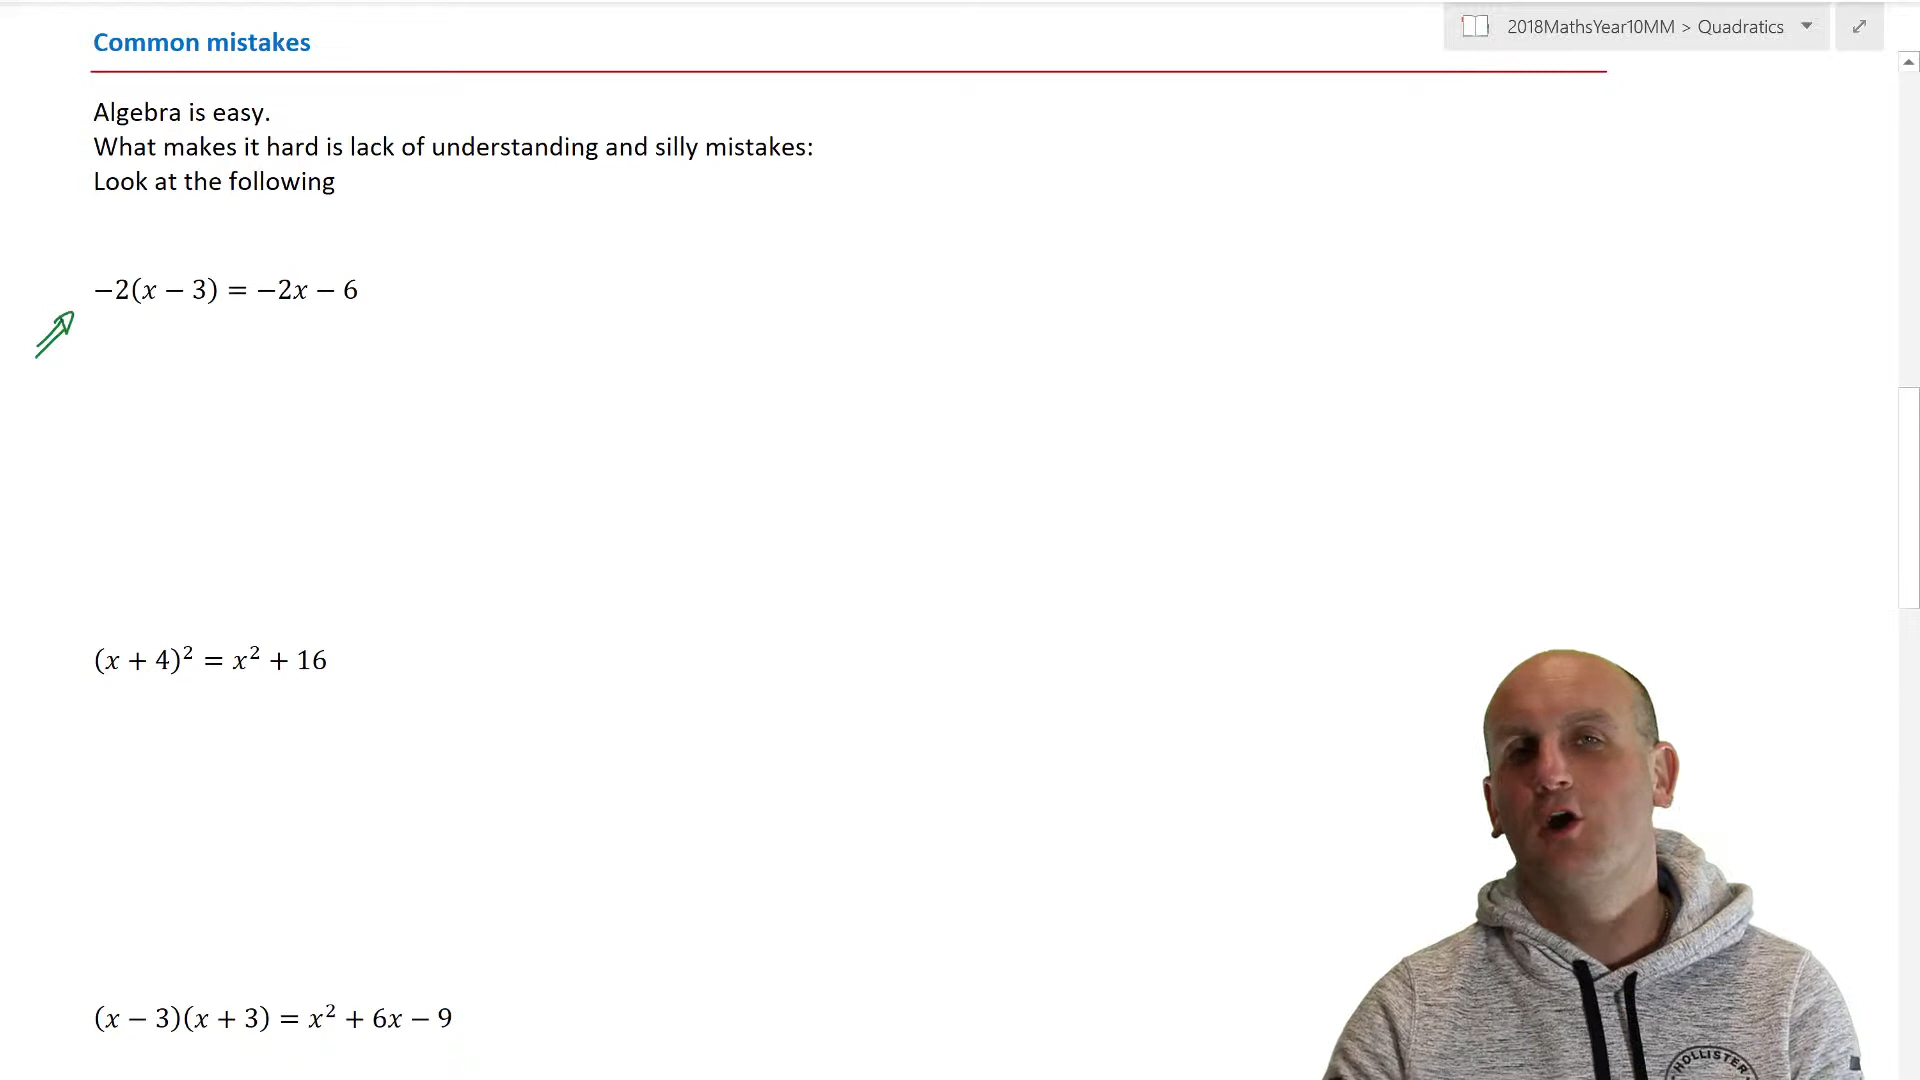 Common mistakes
2018MathsYear10MM > Quadratics
Algebra is easy.
What makes it hard is lack of understanding and silly mistakes:
Look at the following
−2(x − 3) = −2x − 6
(x + 4)² = x² + 16
(x − 3)(x + 3) = x² + 6x − 9
HOLLISTER